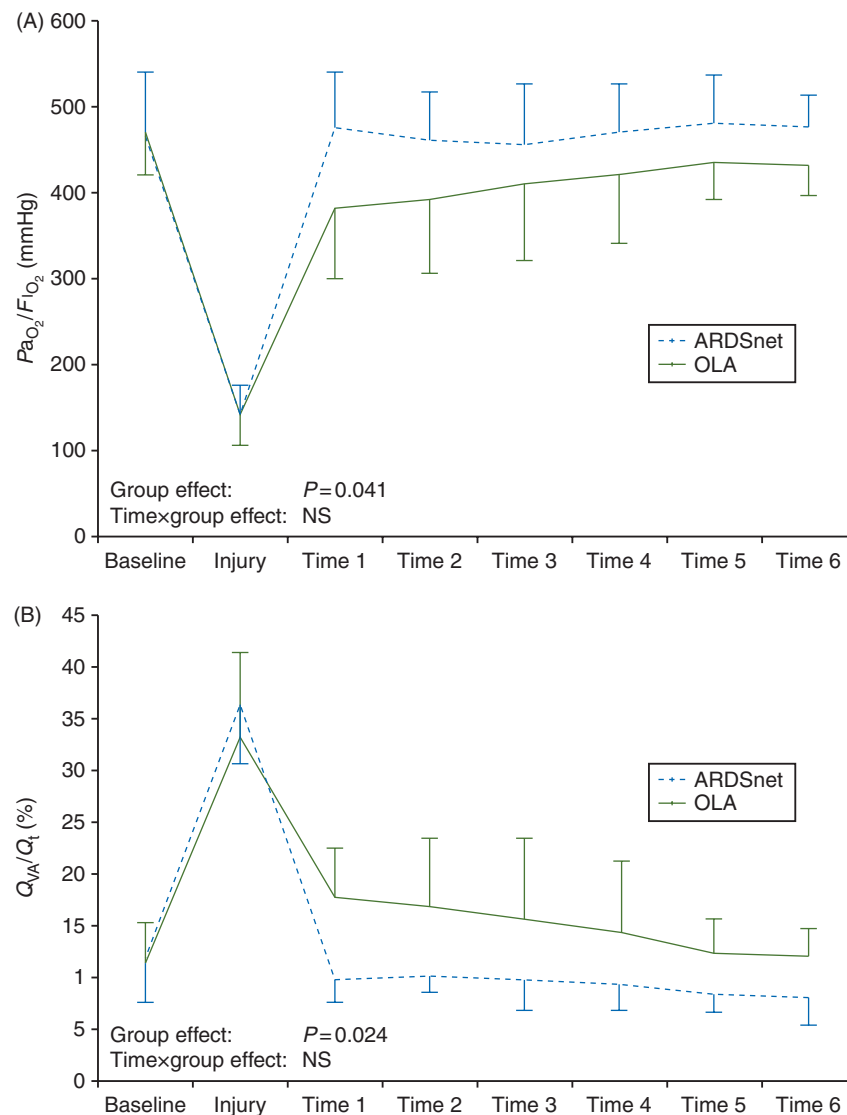 (A)
600
500
400
300
200
100
0
PaO2/FIO2 (mmHg)
ARDSnet
OLA
Group effect: P=0.041
Time×group effect: NS
Baseline Injury Time 1 Time 2 Time 3 Time 4 Time 5 Time 6
(B)
45
40
35
30
25
20
15
1
5
0
QVA/Qt (%)
ARDSnet
OLA
Group effect: P=0.024
Time×group effect: NS
Baseline Injury Time 1 Time 2 Time 3 Time 4 Time 5 Time 6